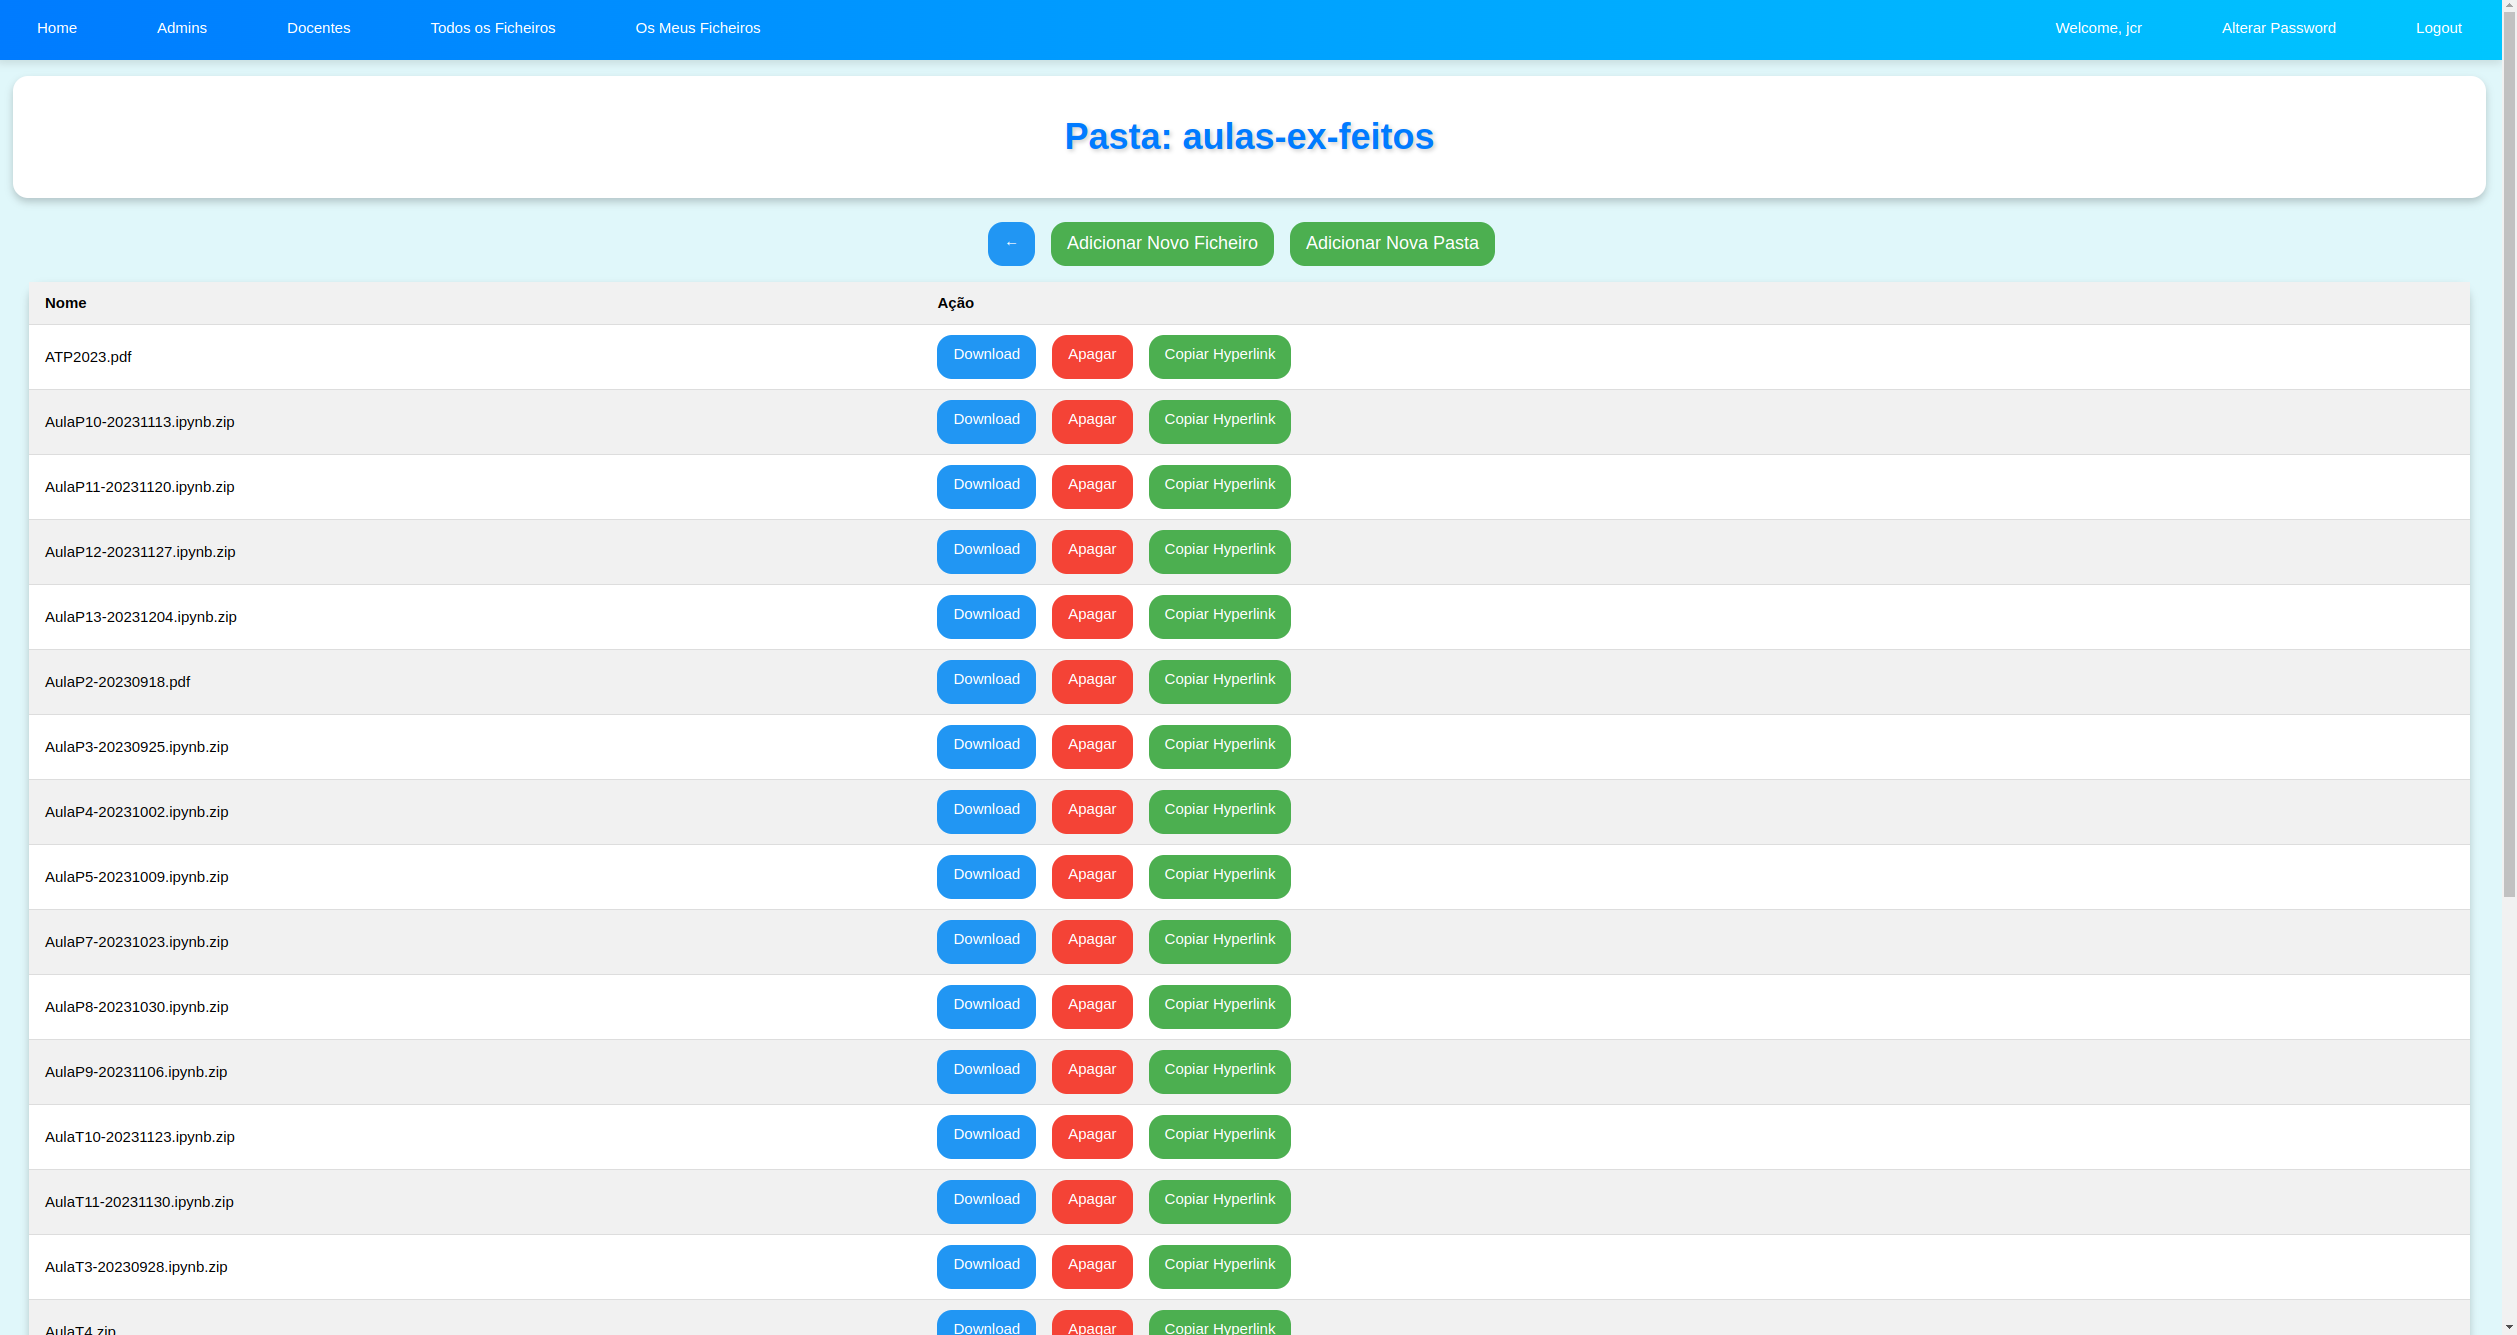 Home Admins Docentes Todos os Ficheiros Os Meus Ficheiros Welcome, jcr Alterar Password Logout
Pasta: aulas-ex-feitos
← Adicionar Novo Ficheiro Adicionar Nova Pasta
Nome Ação
ATP2023.pdf Download Apagar Copiar Hyperlink
AulaP10-20231113.ipynb.zip Download Apagar Copiar Hyperlink
AulaP11-20231120.ipynb.zip Download Apagar Copiar Hyperlink
AulaP12-20231127.ipynb.zip Download Apagar Copiar Hyperlink
AulaP13-20231204.ipynb.zip Download Apagar Copiar Hyperlink
AulaP2-20230918.pdf Download Apagar Copiar Hyperlink
AulaP3-20230925.ipynb.zip Download Apagar Copiar Hyperlink
AulaP4-20231002.ipynb.zip Download Apagar Copiar Hyperlink
AulaP5-20231009.ipynb.zip Download Apagar Copiar Hyperlink
AulaP7-20231023.ipynb.zip Download Apagar Copiar Hyperlink
AulaP8-20231030.ipynb.zip Download Apagar Copiar Hyperlink
AulaP9-20231106.ipynb.zip Download Apagar Copiar Hyperlink
AulaT10-20231123.ipynb.zip Download Apagar Copiar Hyperlink
AulaT11-20231130.ipynb.zip Download Apagar Copiar Hyperlink
AulaT3-20230928.ipynb.zip Download Apagar Copiar Hyperlink
AulaT4.zip Download Apagar Copiar Hyperlink